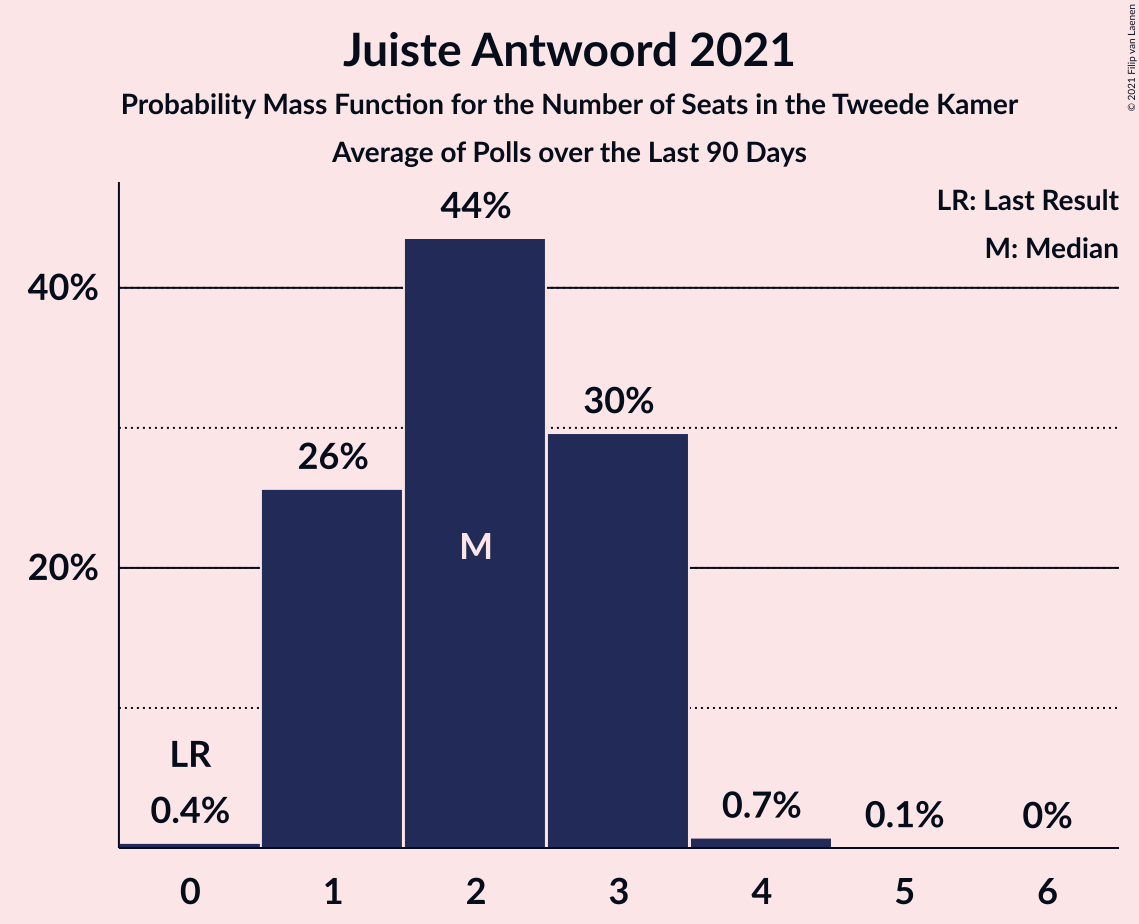 Juiste Antwoord 2021
Probability Mass Function for the Number of Seats in the Tweede Kamer
Average of Polls over the Last 90 Days
© 2021 Filip van Laenen
LR: Last Result
M: Median
44%
40%
30%
26%
M
20%
LR
0.4%
0.7%
0.1%
0%
0 1 2 3 4 5 6